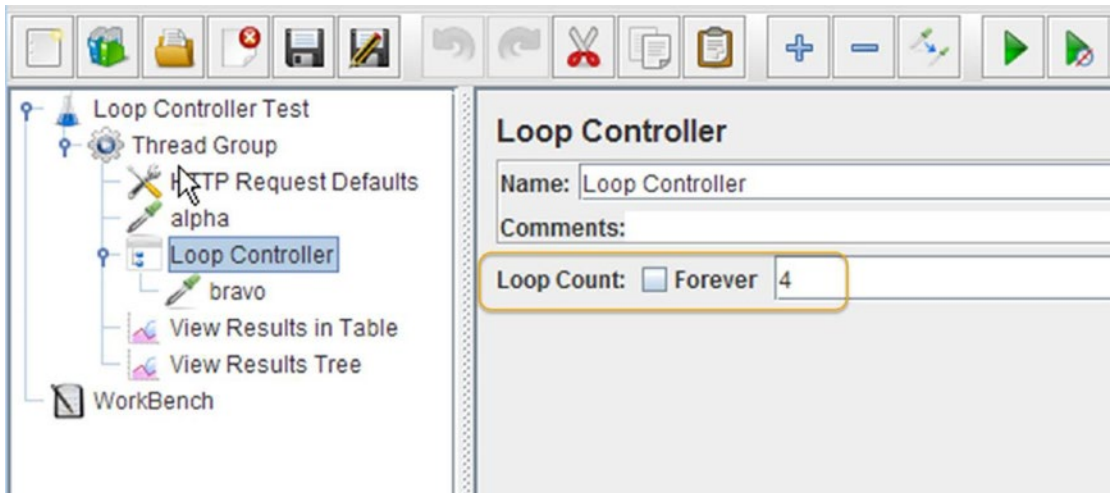 Loop Controller Test
Thread Group
HTTP Request Defaults
alpha
Loop Controller
bravo
View Results in Table
View Results Tree
WorkBench
Loop Controller
Name: Loop Controller
Comments:
Loop Count: Forever 4